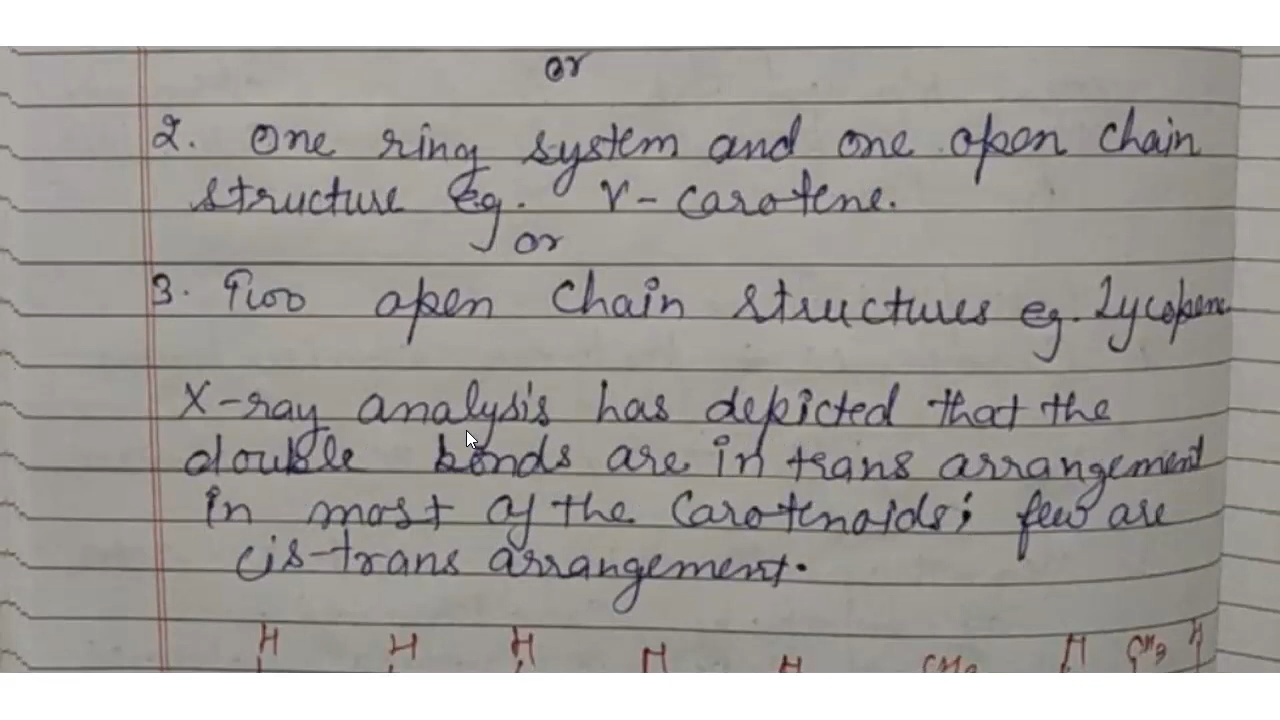 or
2. One ring system and one open chain
structure eg. γ-carotene.
or
3. Two open chain structures eg. Lycopene
X-ray analysis has depicted that the
double bonds are in trans arrangement
in most of the Carotenoids; few are
cis-trans arrangement.
H H H H H CH3 H CH3 H